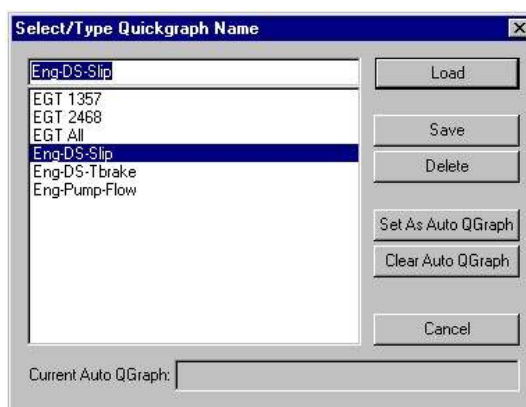 Select/Type Quickgraph Name
Eng-DS-Slip
Load
EGT 1357
EGT 2468
EGT All
Eng-DS-Slip
Eng-DS-Tbrake
Eng-Pump-Flow
Save
Delete
Set As Auto QGraph
Clear Auto QGraph
Cancel
Current Auto QGraph: